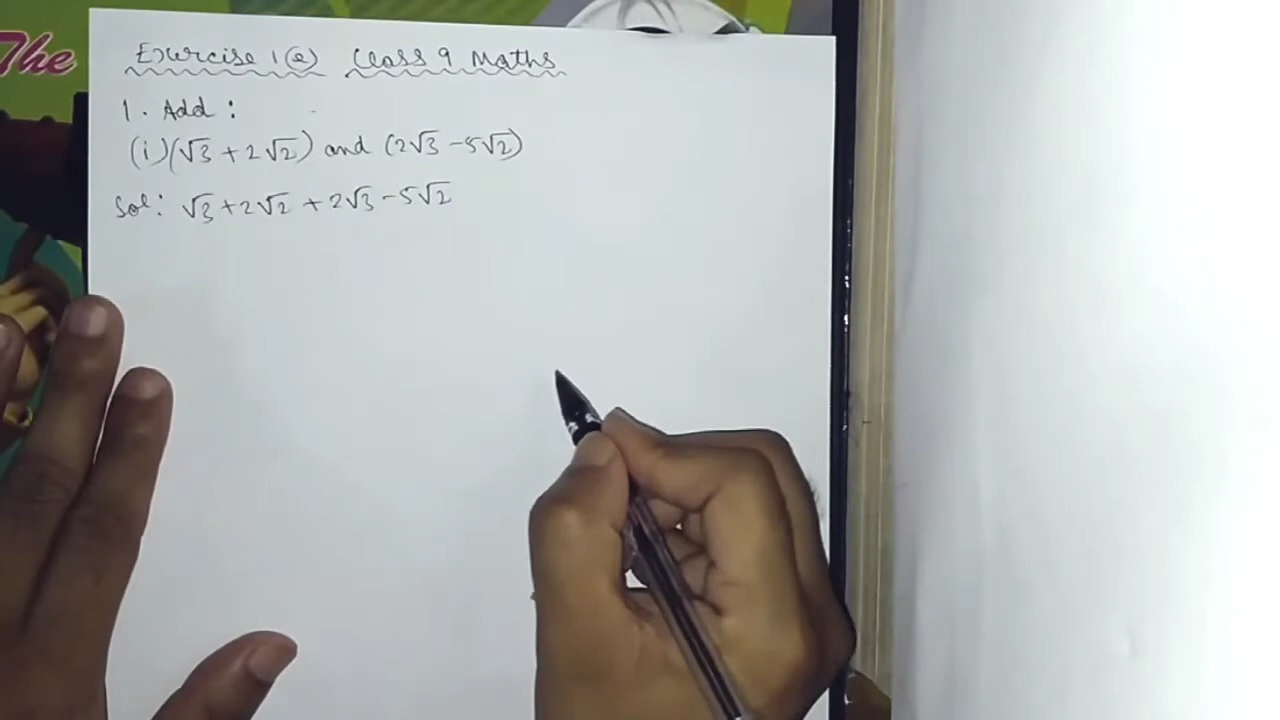 The
Exercise 1(a) Class 9 Maths
1. Add :
(i) (√3 + 2√2) and (2√3 - 5√2)
Sol: √3 + 2√2 + 2√3 - 5√2